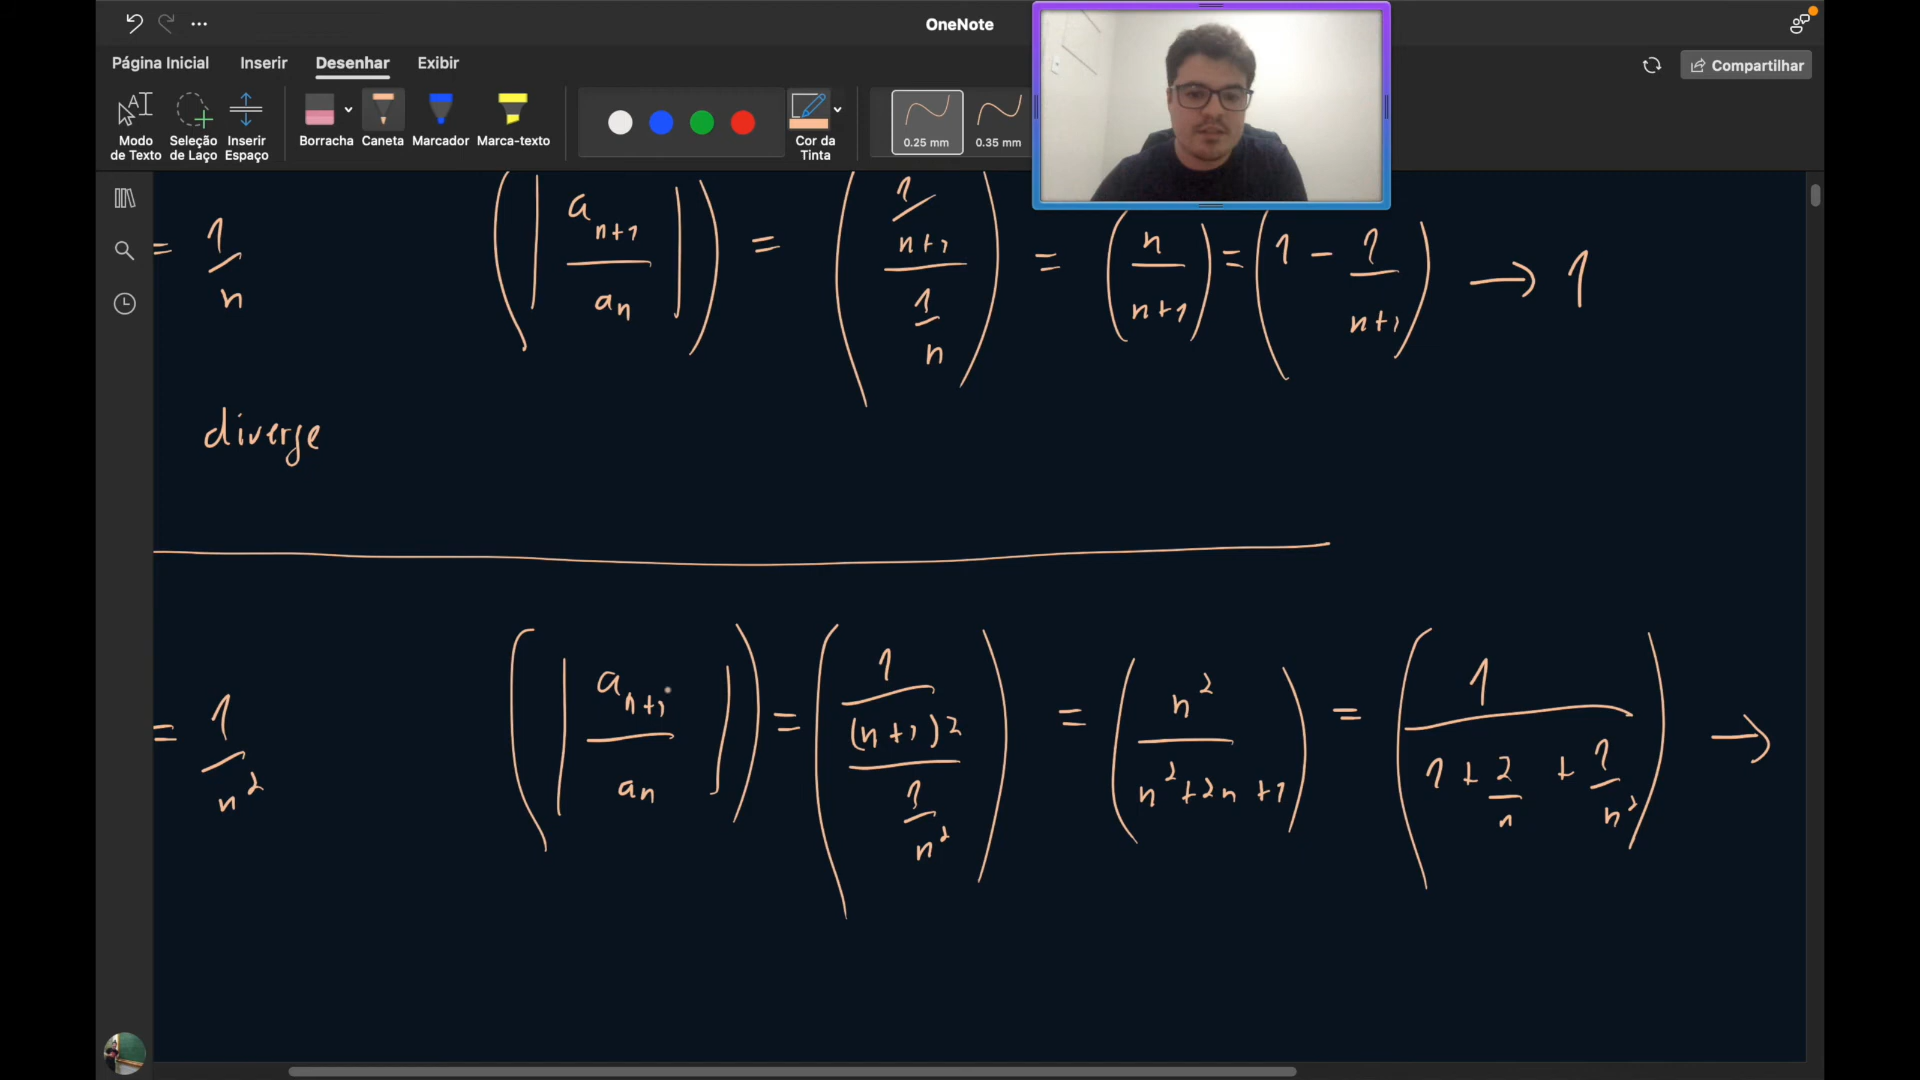 OneNote
Página Inicial Inserir Desenhar Exibir Compartilhar
Modo de Texto Seleção de Laço Inserir Espaço Borracha Caneta Marcador Marca-texto Cor da Tinta 0.25 mm 0.35 mm
= 1/n (|a_{n+1}/a_n|) = ((1/(n+1))/(1/n)) = (n/(n+1)) = (1 - 1/(n+1)) → 1
diverge
= 1/n² (|a_{n+1}/a_n|) = ((1/(n+1)²)/(1/n²)) = (n²/(n²+2n+1)) = (1/(1 + 2/n + 1/n²)) →